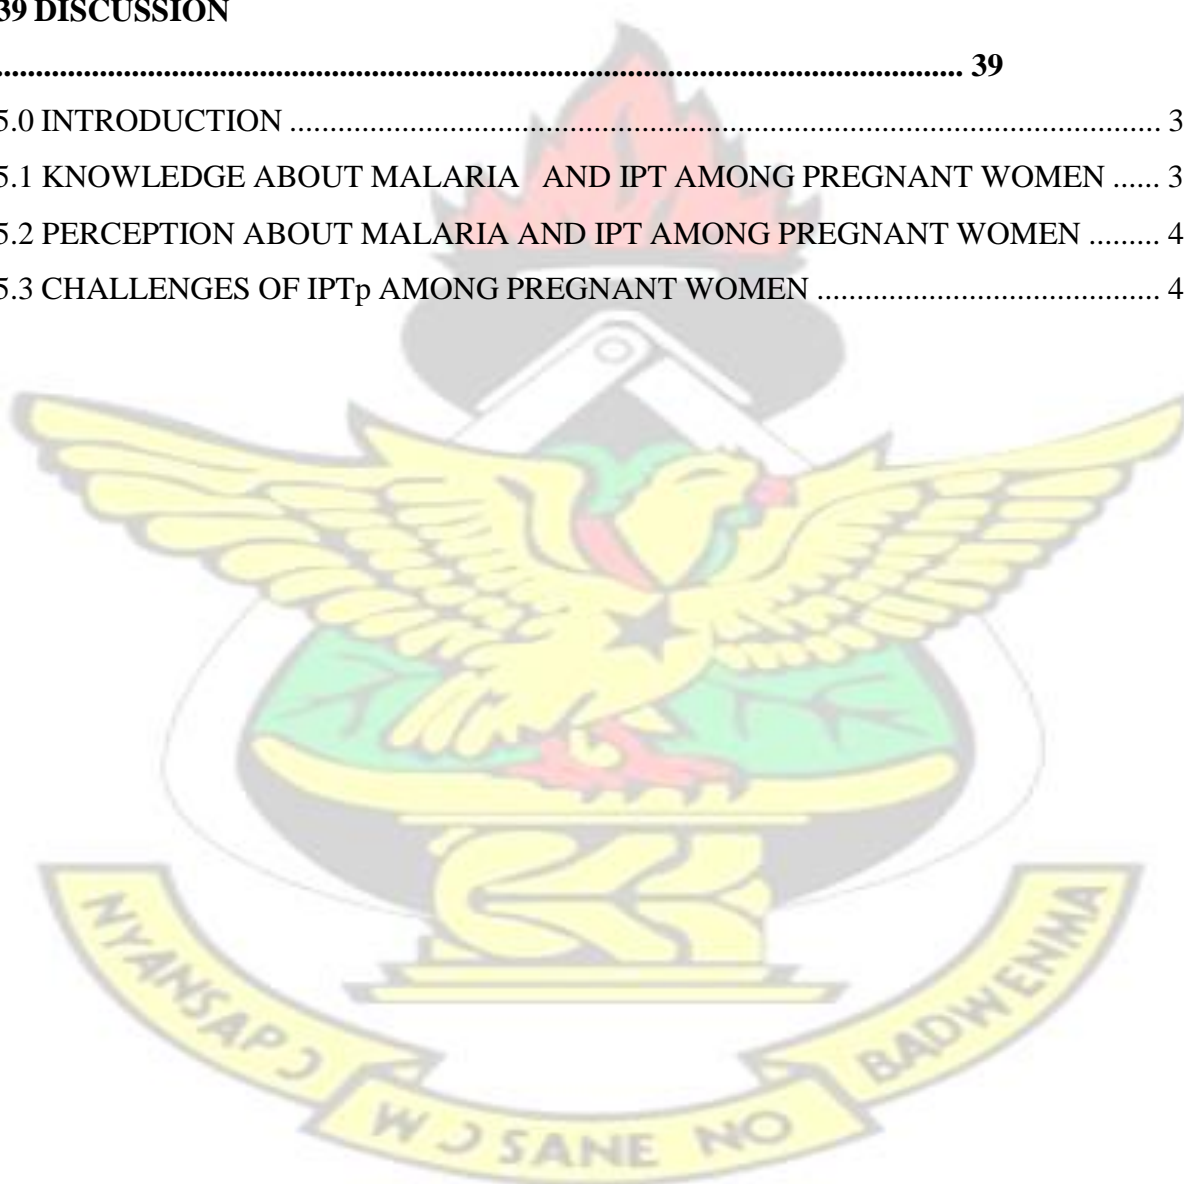 39 DISCUSSION
.......................................................................................................................... 39
5.0 INTRODUCTION ............................................................................................................. 3
5.1 KNOWLEDGE ABOUT MALARIA AND IPT AMONG PREGNANT WOMEN ...... 3
5.2 PERCEPTION ABOUT MALARIA AND IPT AMONG PREGNANT WOMEN ......... 4
5.3 CHALLENGES OF IPTp AMONG PREGNANT WOMEN ........................................... 4
NYANSAPƆ
WƆSANE NO
BADWENMA